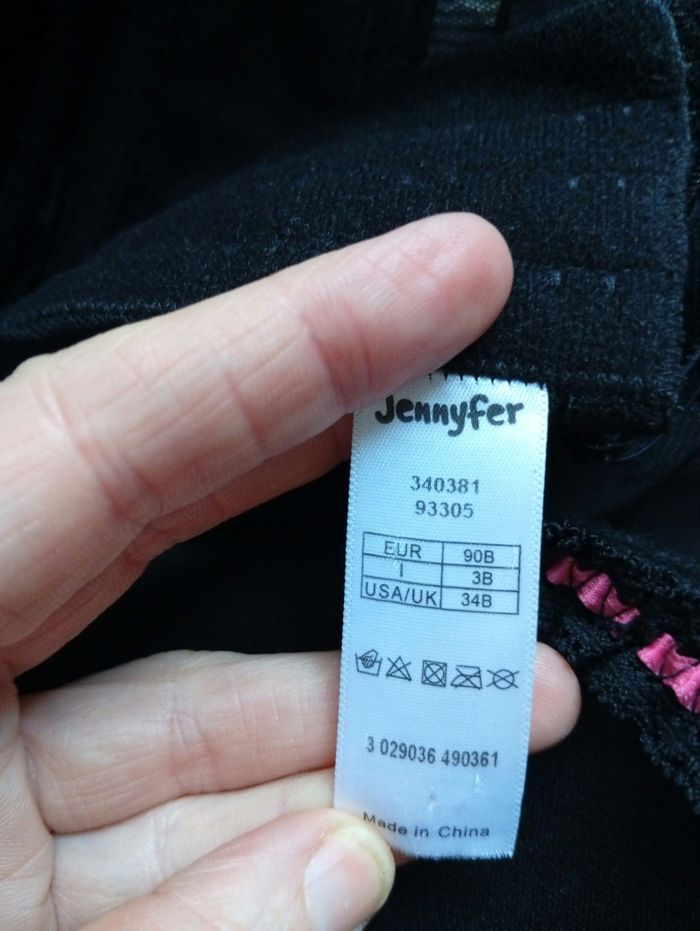 Jennyfer
340381
93305
EUR 90B
I 3B
USA/UK 34B
3 029036 490361
Made in China